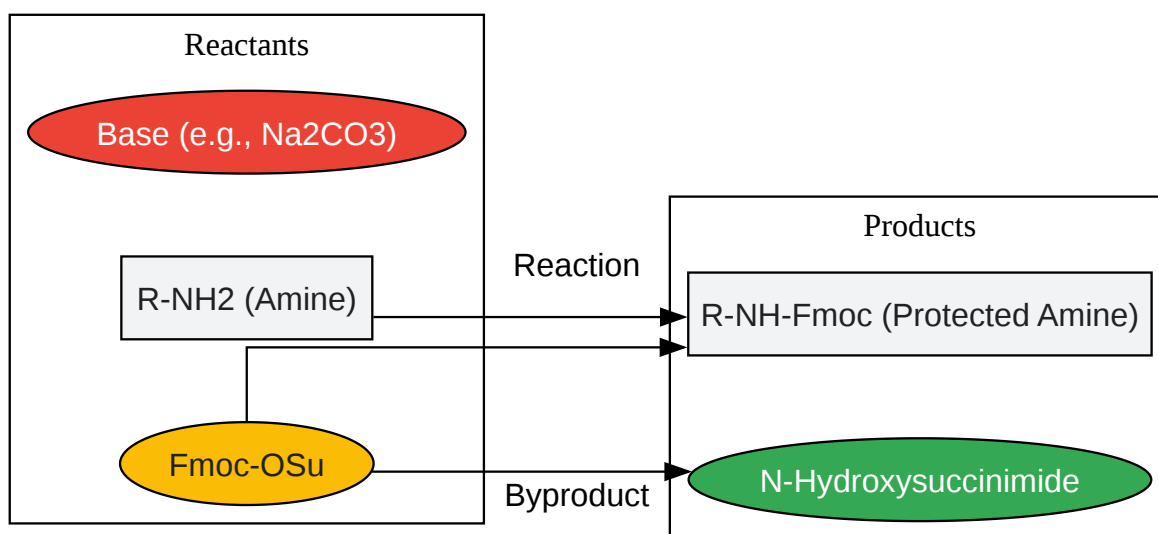 Reactants
Base (e.g., Na2CO3)
R-NH2 (Amine)
Fmoc-OSu
Reaction
Byproduct
Products
R-NH-Fmoc (Protected Amine)
N-Hydroxysuccinimide